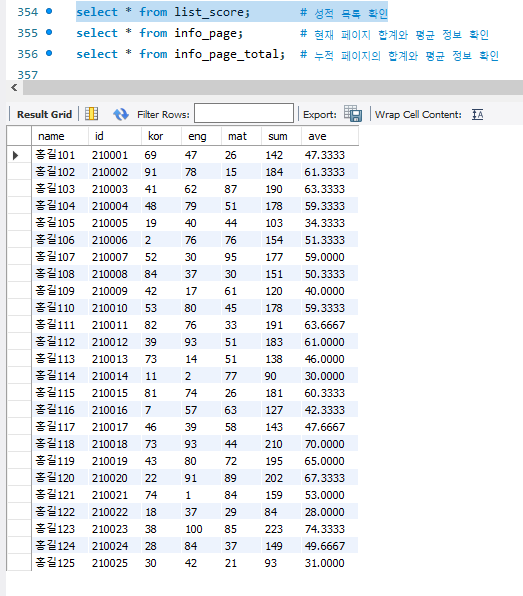 354 select * from list_score; # 성적 목록 확인
355 select * from info_page; # 현재 페이지 합계와 평균 정보 확인
356 select * from info_page_total; # 누적 페이지의 합계와 평균 정보 확인
357
Result Grid Filter Rows: Export: Wrap Cell Content:
name id kor eng mat sum ave
홍길101 210001 69 47 26 142 47.3333
홍길102 210002 91 78 15 184 61.3333
홍길103 210003 41 62 87 190 63.3333
홍길104 210004 48 79 51 178 59.3333
홍길105 210005 19 40 44 103 34.3333
홍길106 210006 2 76 76 154 51.3333
홍길107 210007 52 30 95 177 59.0000
홍길108 210008 84 37 30 151 50.3333
홍길109 210009 42 17 61 120 40.0000
홍길110 210010 53 80 45 178 59.3333
홍길111 210011 82 76 33 191 63.6667
홍길112 210012 39 93 51 183 61.0000
홍길113 210013 73 14 51 138 46.0000
홍길114 210014 11 2 77 90 30.0000
홍길115 210015 81 74 26 181 60.3333
홍길116 210016 7 57 63 127 42.3333
홍길117 210017 46 39 58 143 47.6667
홍길118 210018 73 93 44 210 70.0000
홍길119 210019 43 80 72 195 65.0000
홍길120 210020 22 91 89 202 67.3333
홍길121 210021 74 1 84 159 53.0000
홍길122 210022 18 37 29 84 28.0000
홍길123 210023 38 100 85 223 74.3333
홍길124 210024 28 84 37 149 49.6667
홍길125 210025 30 42 21 93 31.0000